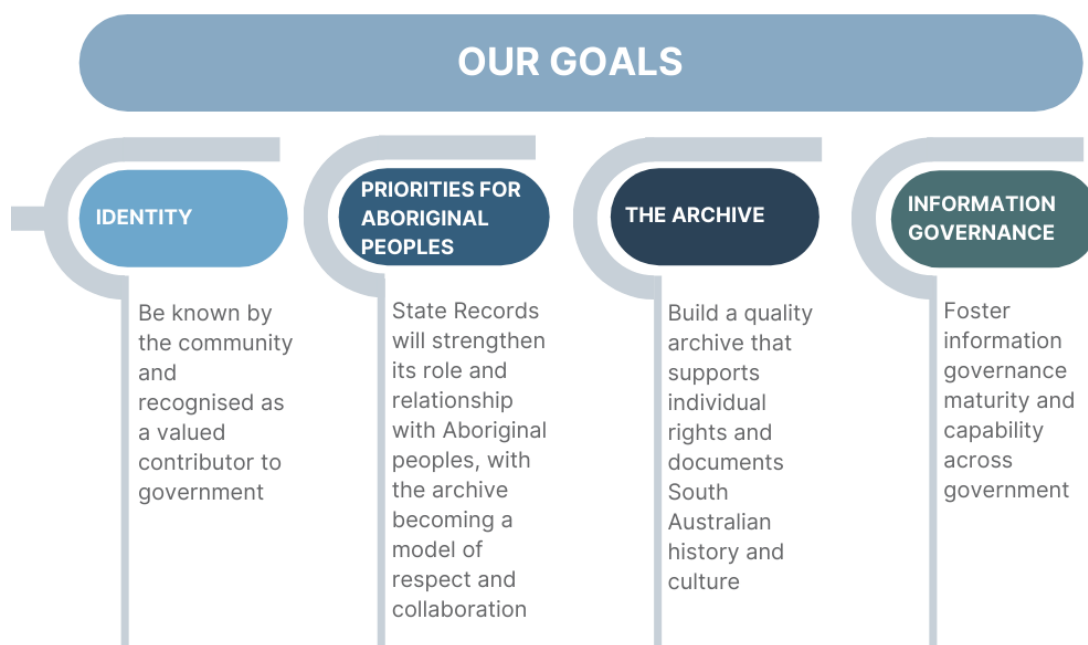 OUR GOALS
IDENTITY
Be known by
the community
and
recognised as
a valued
contributor to
government
PRIORITIES FOR
ABORIGINAL
PEOPLES
State Records
will strengthen
its role and
relationship
with Aboriginal
peoples, with
the archive
becoming a
model of
respect and
collaboration
THE ARCHIVE
Build a quality
archive that
supports
individual
rights and
documents
South
Australian
history and
culture
INFORMATION
GOVERNANCE
Foster
information
governance
maturity and
capability
across
government